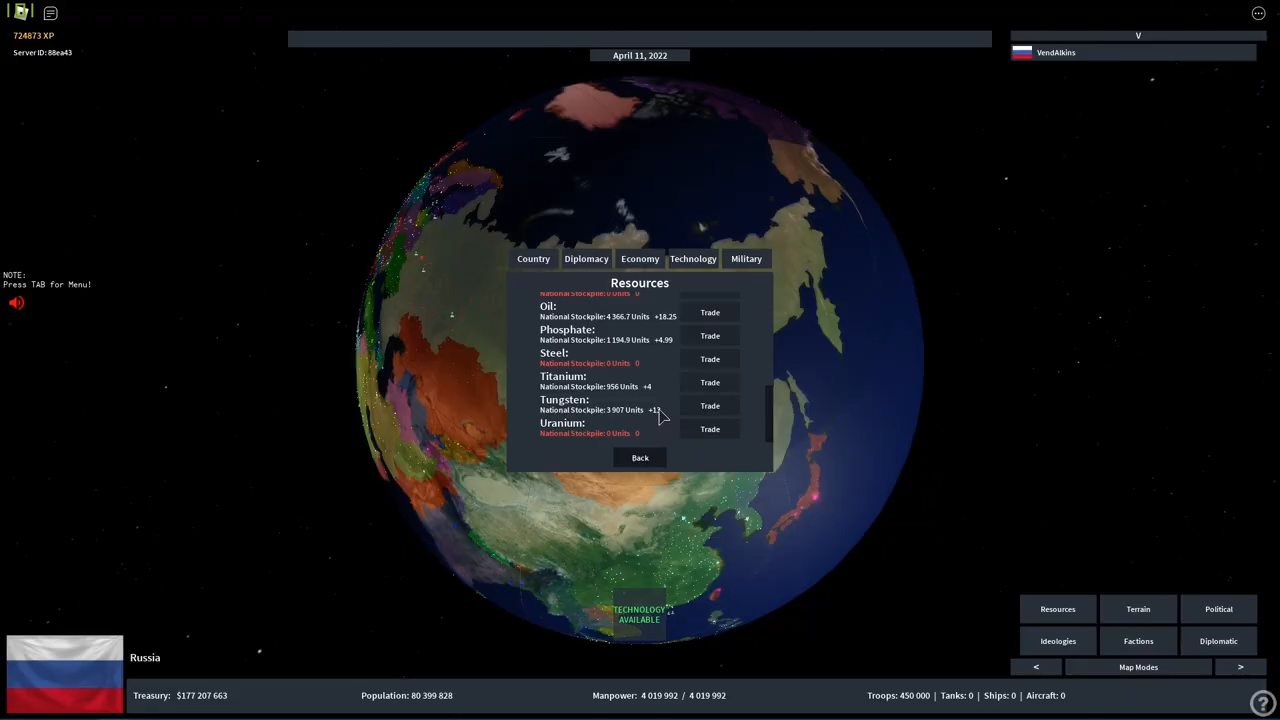 724873 XP
Server ID: 88ea43
April 11, 2022
V
VendAlkins
NOTE:
Press TAB for Menu!
Country Diplomacy Economy Technology Military
Resources
National Stockpile: 0 Units 0
Oil:
National Stockpile: 4 366.7 Units +18.25 Trade
Phosphate:
National Stockpile: 1 194.9 Units +4.99 Trade
Steel:
National Stockpile: 0 Units 0 Trade
Titanium:
National Stockpile: 956 Units +4 Trade
Tungsten:
National Stockpile: 3 907 Units Trade
Uranium:
National Stockpile: 0 Units 0 Trade
Back
TECHNOLOGY
AVAILABLE
Resources Terrain Political
Ideologies Factions Diplomatic
< Map Modes >
Russia
Treasury: $177 207 663 Population: 80 399 828 Manpower: 4 019 992 / 4 019 992 Troops: 450 000 | Tanks: 0 | Ships: 0 | Aircraft: 0
?